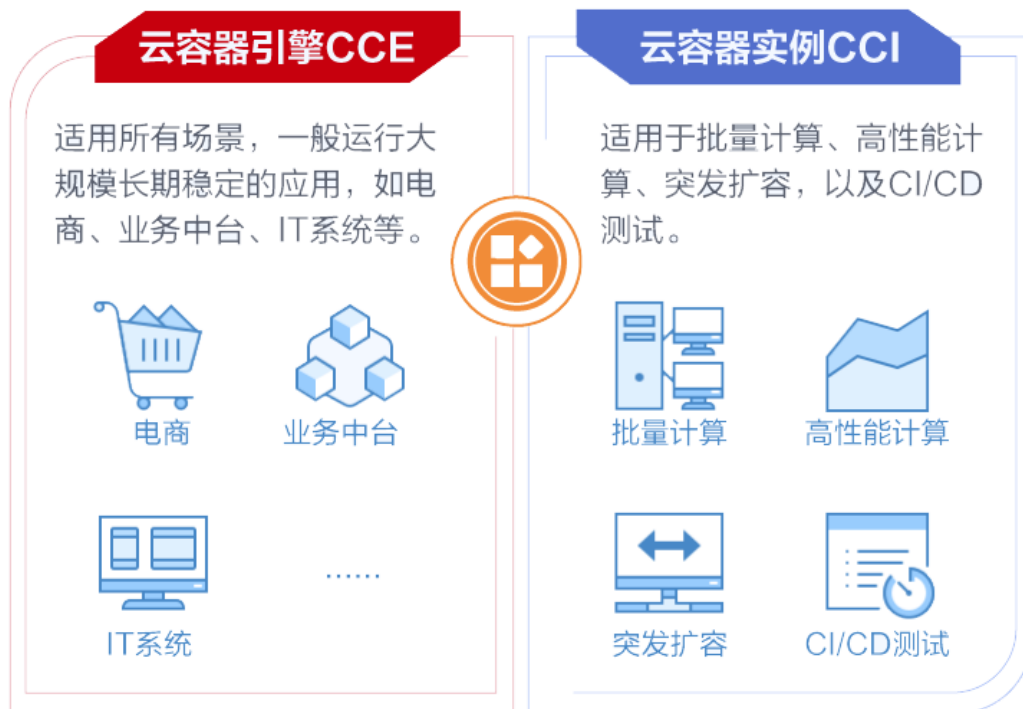 云容器引擎CCE
适用所有场景，一般运行大
规模长期稳定的应用，如电
商、业务中台、IT系统等。
电商
业务中台
IT系统
……
云容器实例CCI
适用于批量计算、高性能计
算、突发扩容，以及CI/CD
测试。
批量计算
高性能计算
突发扩容
CI/CD测试